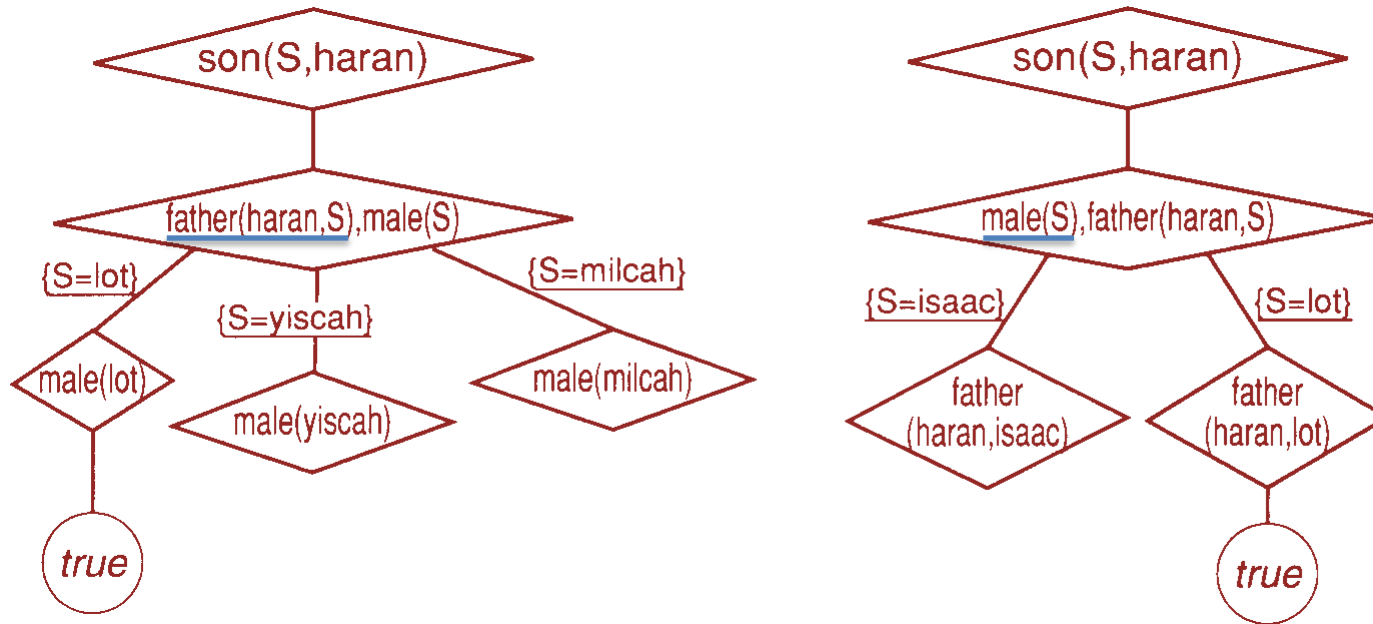 son(S,haran)
father(haran,S),male(S)
{S=lot}
{S=yiscah}
{S=milcah}
male(lot)
male(yiscah)
male(milcah)
true
son(S,haran)
male(S),father(haran,S)
{S=isaac}
{S=lot}
father
(haran,isaac)
father
(haran,lot)
true